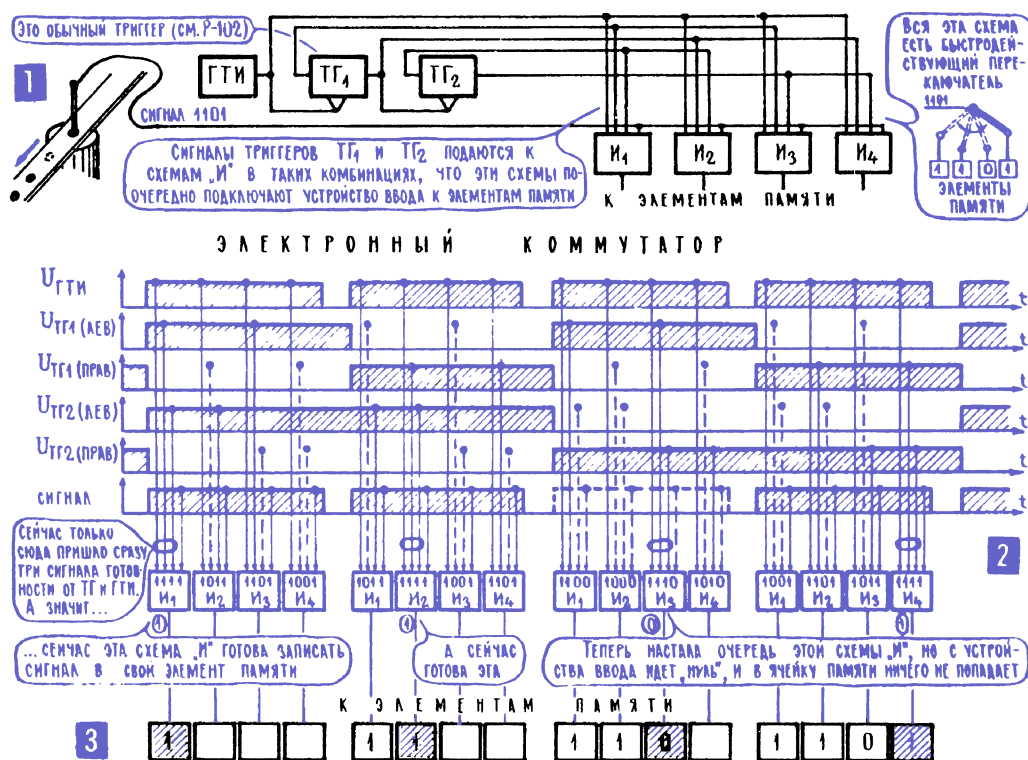 ЭТО ОБЫЧНЫЙ ТРИГГЕР (СМ. Р-102)
1
ГТИ
ТГ1
ТГ2
СИГНАЛ 1101
СИГНАЛЫ ТРИГГЕРОВ ТГ1 И ТГ2 ПОДАЮТСЯ К
СХЕМАМ „И" В ТАКИХ КОМБИНАЦИЯХ, ЧТО ЭТИ СХЕМЫ ПО-
ОЧЕРЕДНО ПОДКЛЮЧАЮТ УСТРОЙСТВО ВВОДА К ЭЛЕМЕНТАМ ПАМЯТИ
И1 И2 И3 И4
К ЭЛЕМЕНТАМ ПАМЯТИ
ВСЯ ЭТА СХЕМА
ЕСТЬ БЫСТРОДЕЙ-
СТВУЮЩИЙ ПЕРЕ-
КЛЮЧАТЕЛЬ
1101
1 1 0 1
ЭЛЕМЕНТЫ
ПАМЯТИ
ЭЛЕКТРОННЫЙ КОММУТАТОР
UГТИ t
UТГ1 (ЛЕВ) t
UТГ1 (ПРАВ) t
UТГ2 (ЛЕВ) t
UТГ2 (ПРАВ) t
СИГНАЛ t
2
СЕЙЧАС ТОЛЬКО
СЮДА ПРИШЛО СРАЗУ
ТРИ СИГНАЛА ГОТОВ-
НОСТИ ОТ ТГ И ГТИ.
А ЗНАЧИТ...
1111 1011 1101 1001 1011 1111 1001 1101 1100 1000 1110 1010 1001 1101 1011 1111
И1 И2 И3 И4 И1 И2 И3 И4 И1 И2 И3 И4 И1 И2 И3 И4
1 1 0 1
...СЕЙЧАС ЭТА СХЕМА „И" ГОТОВА ЗАПИСАТЬ
СИГНАЛ В СВОЙ ЭЛЕМЕНТ ПАМЯТИ
А СЕЙЧАС
ГОТОВА ЭТА
ТЕПЕРЬ НАСТАЛА ОЧЕРЕДЬ ЭТОЙ СХЕМЫ „И", НО С УСТРОЙ-
СТВА ВВОДА ИДЕТ „НУЛЬ", И В ЯЧЕЙКУ ПАМЯТИ НИЧЕГО НЕ ПОПАДАЕТ
К ЭЛЕМЕНТАМ ПАМЯТИ
3
1 1 1 1 1 0 1 1 0 1